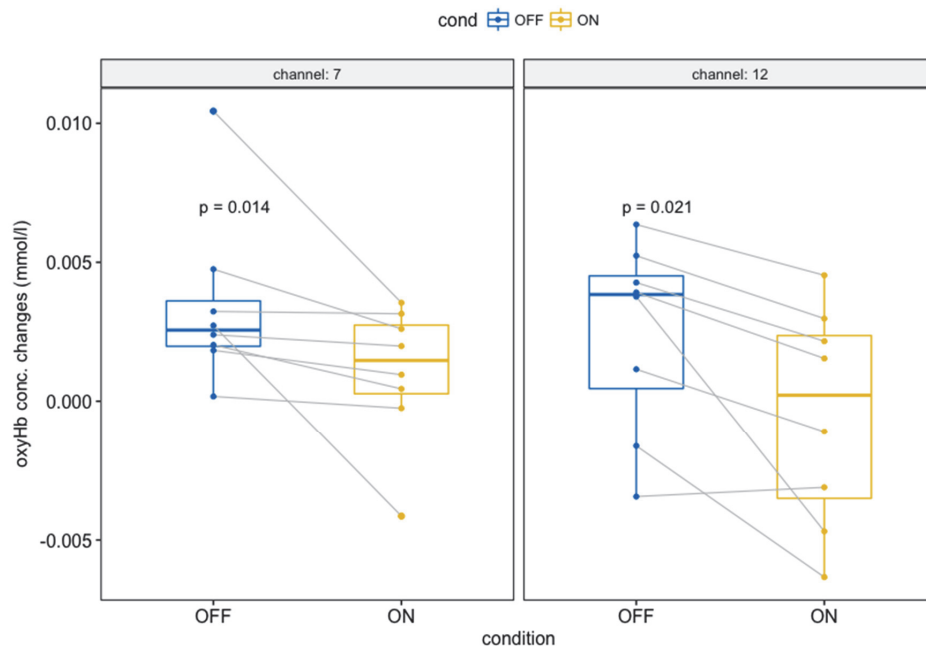 cond OFF ON
channel: 7
channel: 12
oxyHb conc. changes (mmol/l)
0.010
0.005
0.000
-0.005
p = 0.014
p = 0.021
OFF ON OFF ON
condition